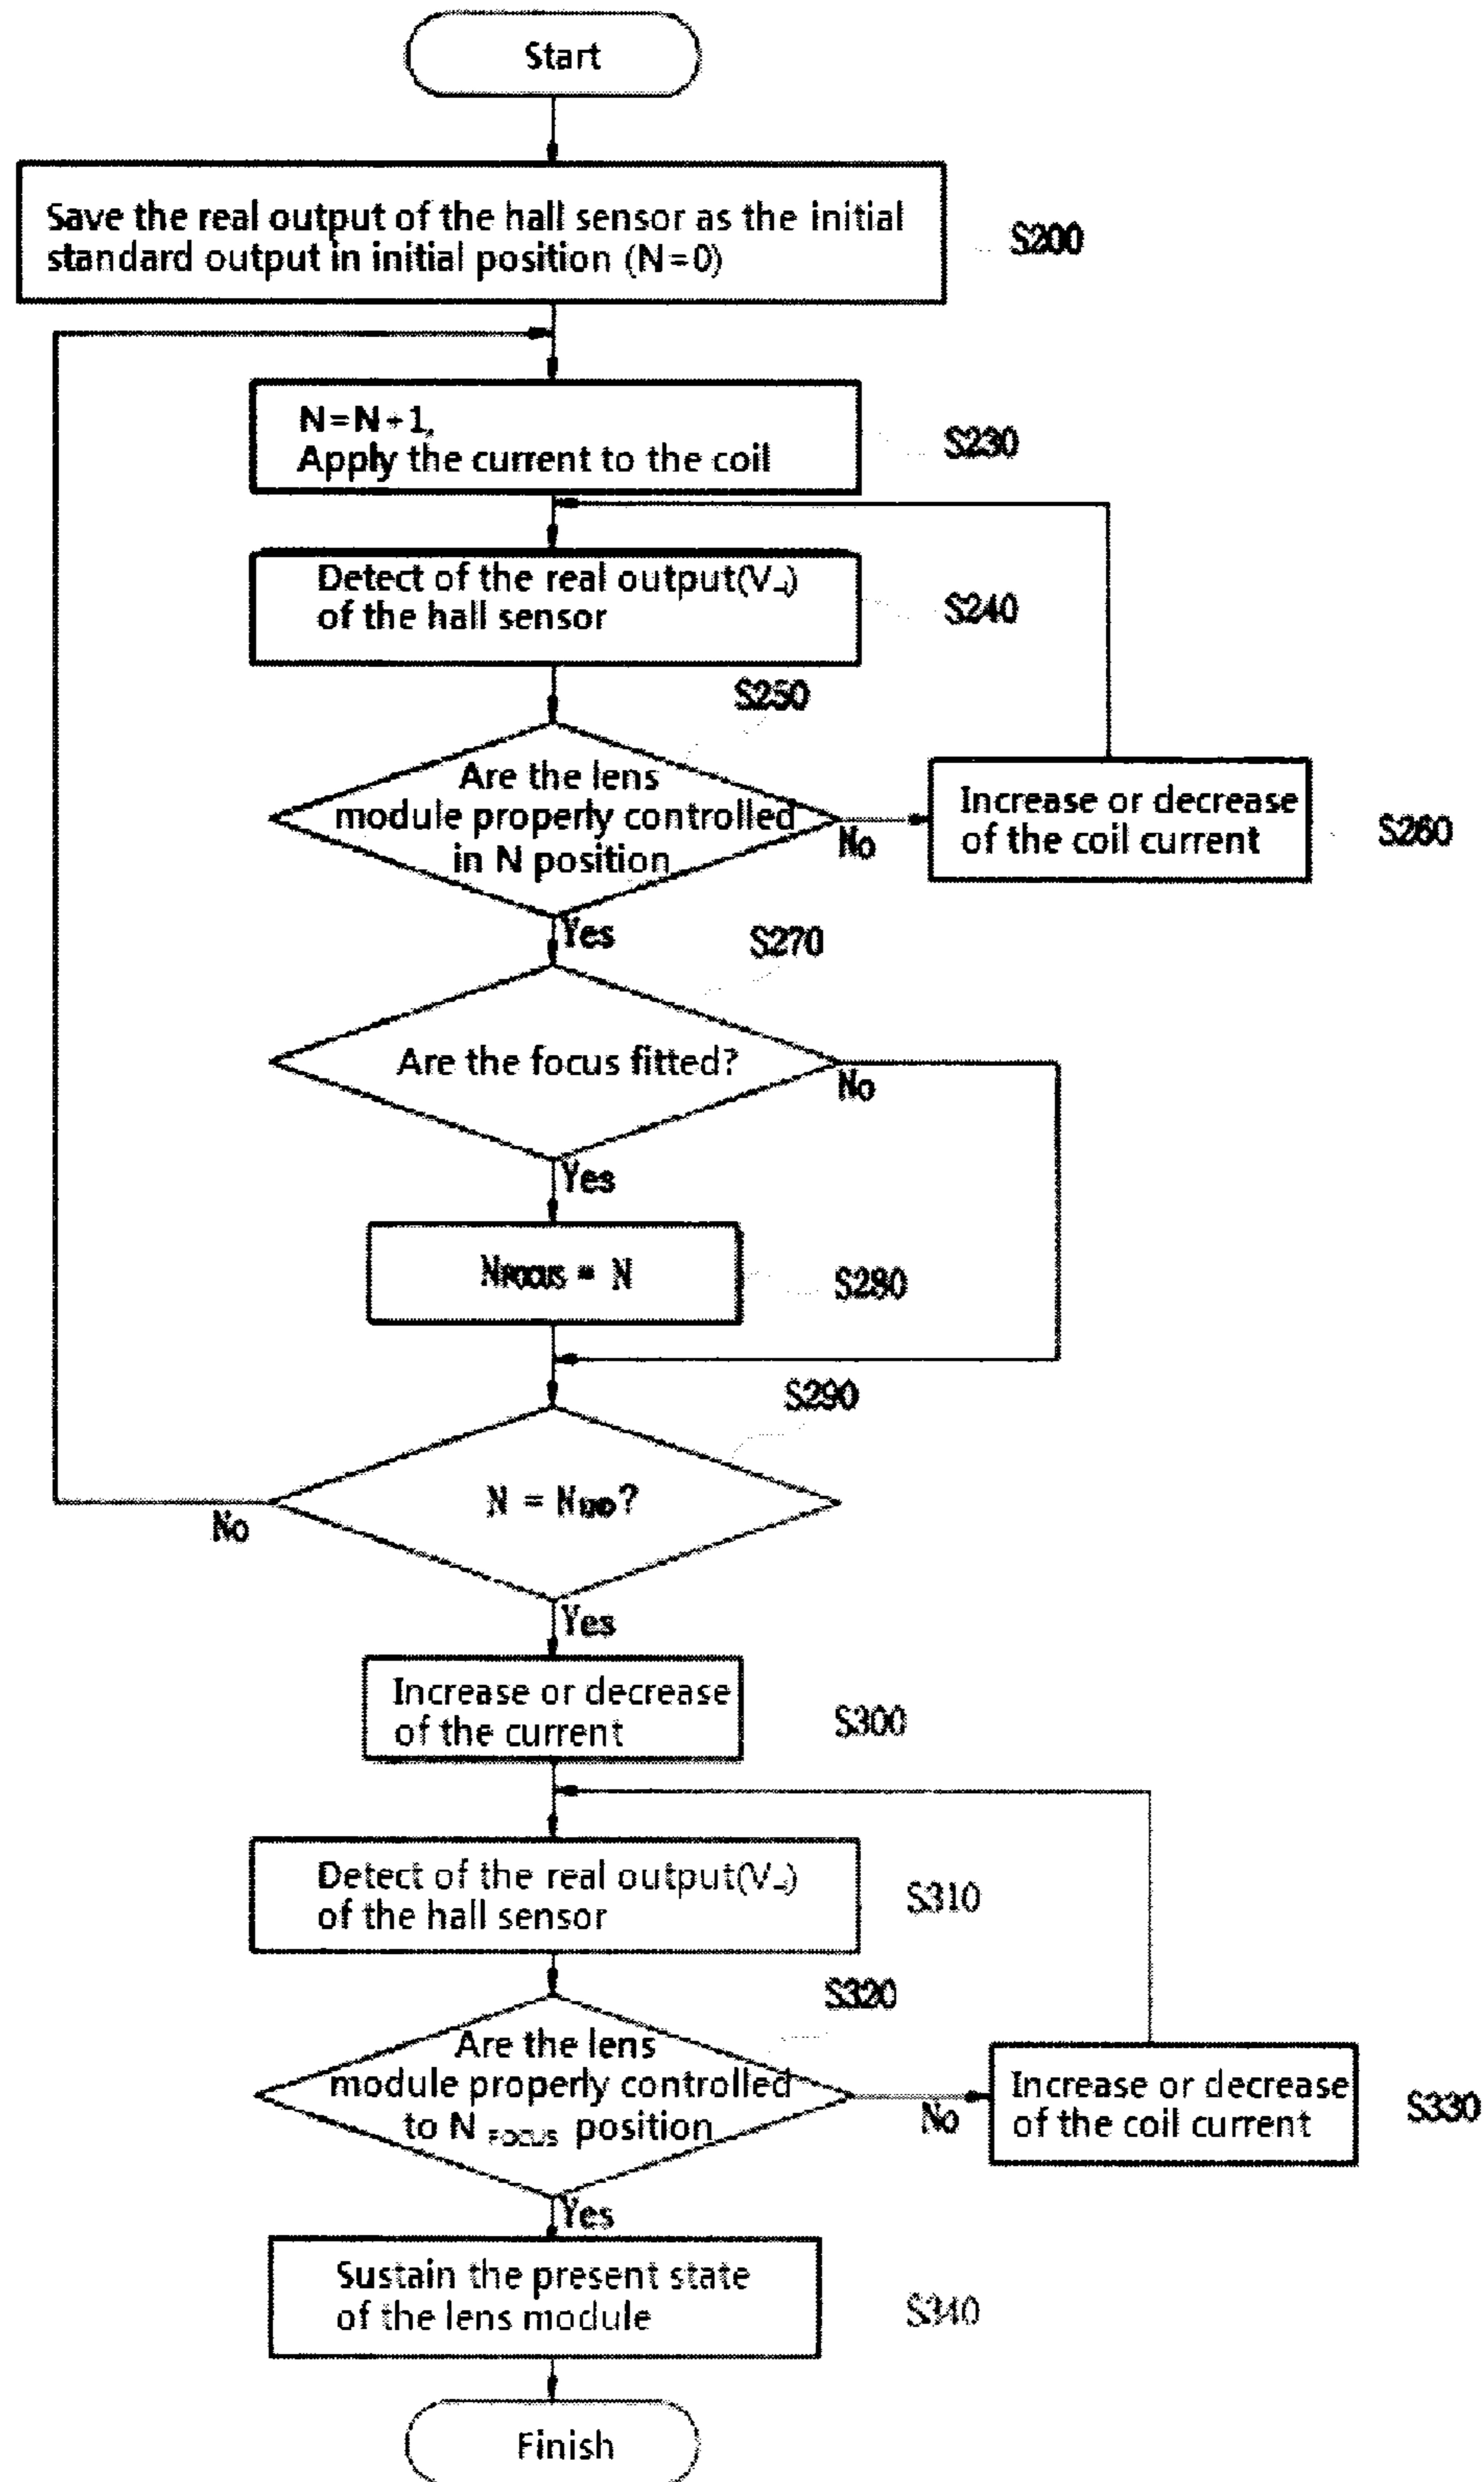 Start
Save the real output of the hall sensor as the initial
standard output in initial position (N=0)
S200
N=N+1,
Apply the current to the coil
S230
Detect of the real output(V
of the hall sensor
S240
S250
Are the lens
module properly controlled
in N position
No
Increase or decrease
of the coil current
S260
Yes
S270
Are the focus fitted?
No
Yes
NFOCUS = N
S280
S290
N = NEND?
No
Yes
Increase or decrease
of the current
S300
Detect of the real output(V
of the hall sensor
S310
S320
Are the lens
module properly controlled
to N FOCUS position
No
Increase or decrease
of the coil current
S330
Yes
Sustain the present state
of the lens module
S340
Finish